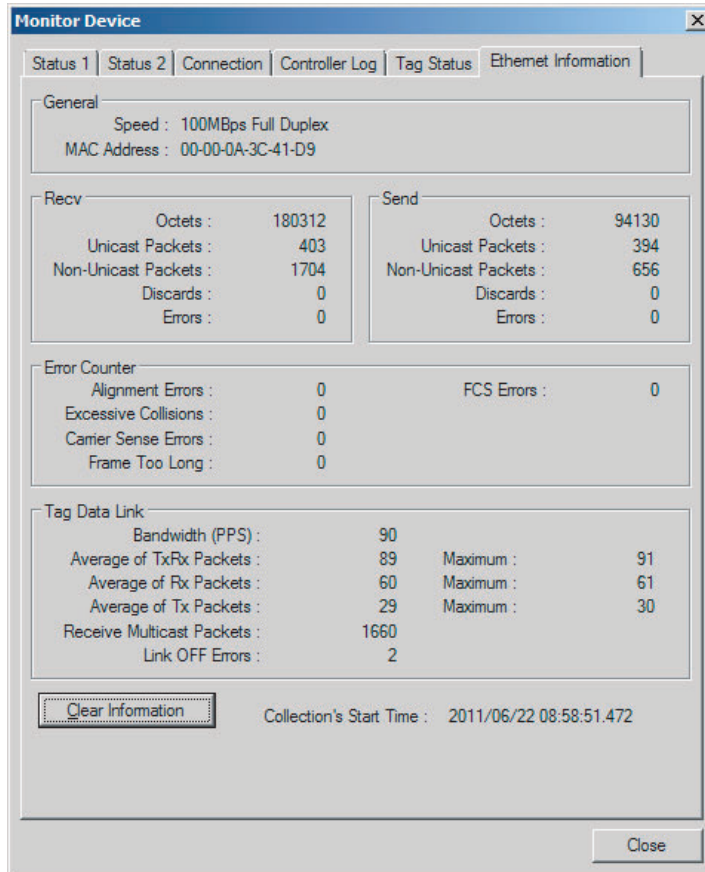 Monitor Device
Status 1 Status 2 Connection Controller Log Tag Status Ethernet Information
General
Speed : 100MBps Full Duplex
MAC Address : 00-00-0A-3C-41-D9
Recv
Octets : 180312
Unicast Packets : 403
Non-Unicast Packets : 1704
Discards : 0
Errors : 0
Send
Octets : 94130
Unicast Packets : 394
Non-Unicast Packets : 656
Discards : 0
Errors : 0
Error Counter
Alignment Errors : 0 FCS Errors : 0
Excessive Collisions : 0
Carrier Sense Errors : 0
Frame Too Long : 0
Tag Data Link
Bandwidth (PPS) : 90
Average of TxRx Packets : 89 Maximum : 91
Average of Rx Packets : 60 Maximum : 61
Average of Tx Packets : 29 Maximum : 30
Receive Multicast Packets : 1660
Link OFF Errors : 2
Clear Information Collection's Start Time : 2011/06/22 08:58:51.472
Close